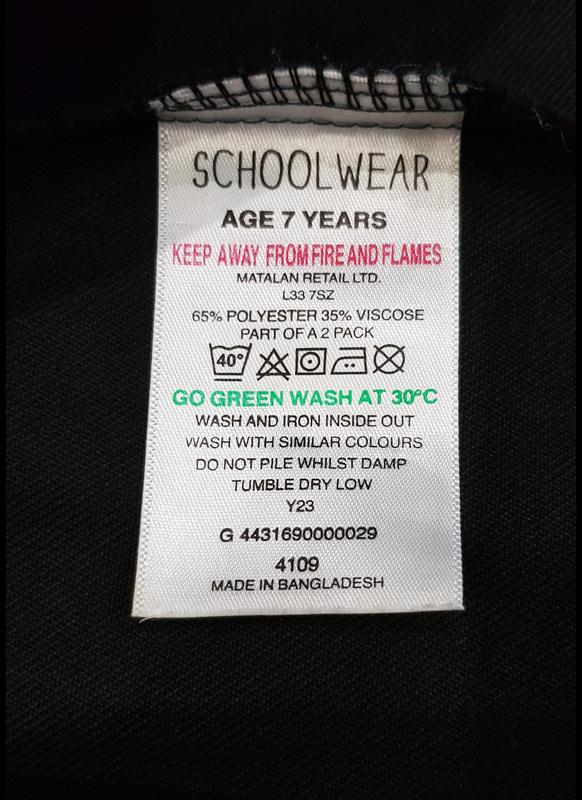 SCHOOLWEAR
AGE 7 YEARS
KEEP AWAY FROM FIRE AND FLAMES
MATALAN RETAIL LTD.
L33 7SZ
65% POLYESTER 35% VISCOSE
PART OF A 2 PACK
40°
GO GREEN WASH AT 30°C
WASH AND IRON INSIDE OUT
WASH WITH SIMILAR COLOURS
DO NOT PILE WHILST DAMP
TUMBLE DRY LOW
Y23
G 4431690000029
4109
MADE IN BANGLADESH